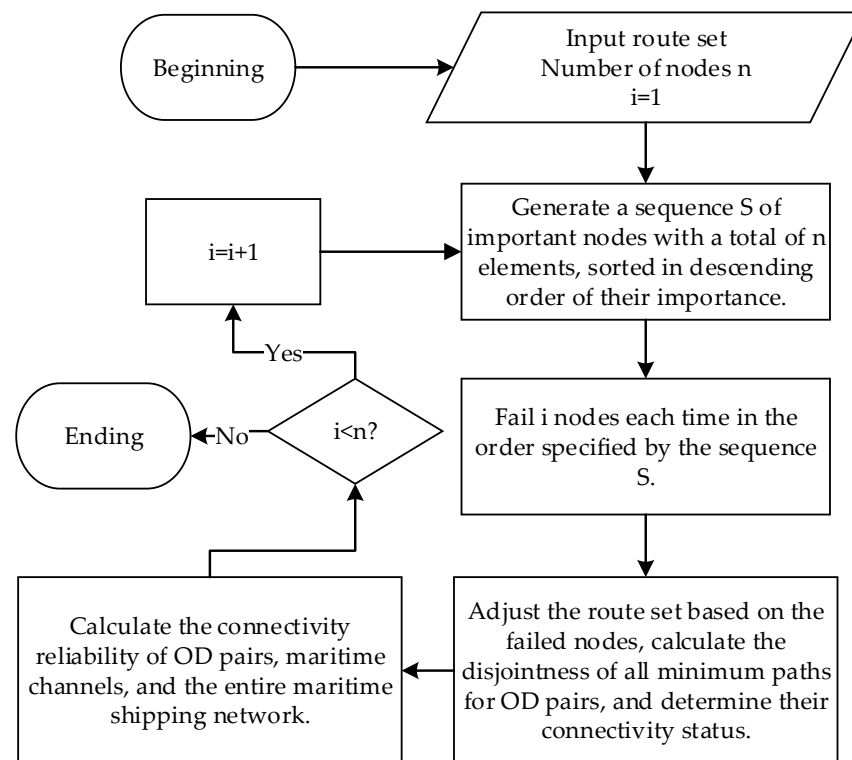 Beginning
Input route set
Number of nodes n
i=1
Generate a sequence S of
important nodes with a total of n
elements, sorted in descending
order of their importance.
i=i+1
Yes
Fail i nodes each time in the
order specified by the sequence
S.
Ending
No
i<n?
Adjust the route set based on the
failed nodes, calculate the
disjointness of all minimum paths
for OD pairs, and determine their
connectivity status.
Calculate the connectivity
reliability of OD pairs, maritime
channels, and the entire maritime
shipping network.